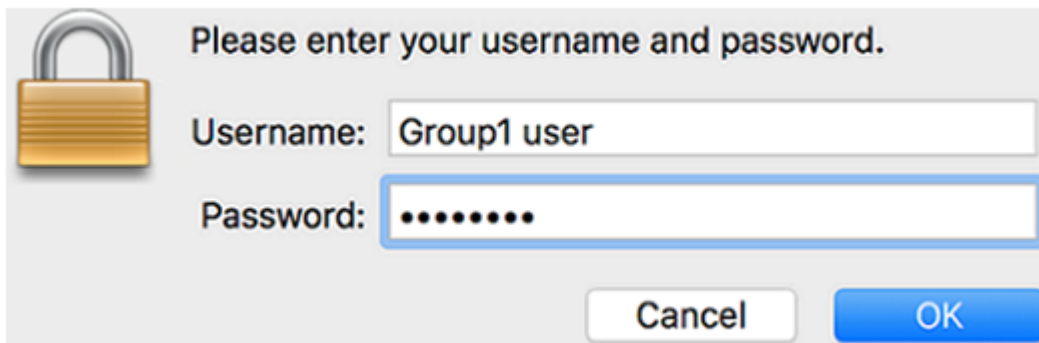 Please enter your username and password.
Username: Group1 user
Password: ••••••••
Cancel OK